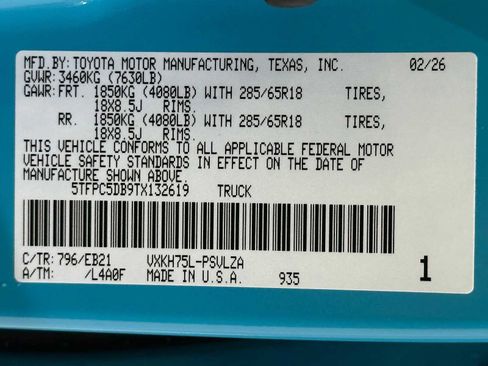 MFD.BY:TOYOTA MOTOR MANUFACTURING, TEXAS, INC. 02/26
GVWR:3460KG (7630LB)
GAWR:FRT. 1850KG (4080LB) WITH 285/65R18 TIRES,
18X8.5J RIMS.
RR. 1850KG (4080LB) WITH 285/65R18 TIRES,
18X8.5J RIMS.
THIS VEHICLE CONFORMS TO ALL APPLICABLE FEDERAL MOTOR
VEHICLE SAFETY STANDARDS IN EFFECT ON THE DATE OF
MANUFACTURE SHOWN ABOVE.
5TFPC5DB9TX132619 TRUCK
C/TR:796/EB21 VXKH75L-PSVLZA
A/TM: /L4A0F MADE IN U.S.A. 935 1